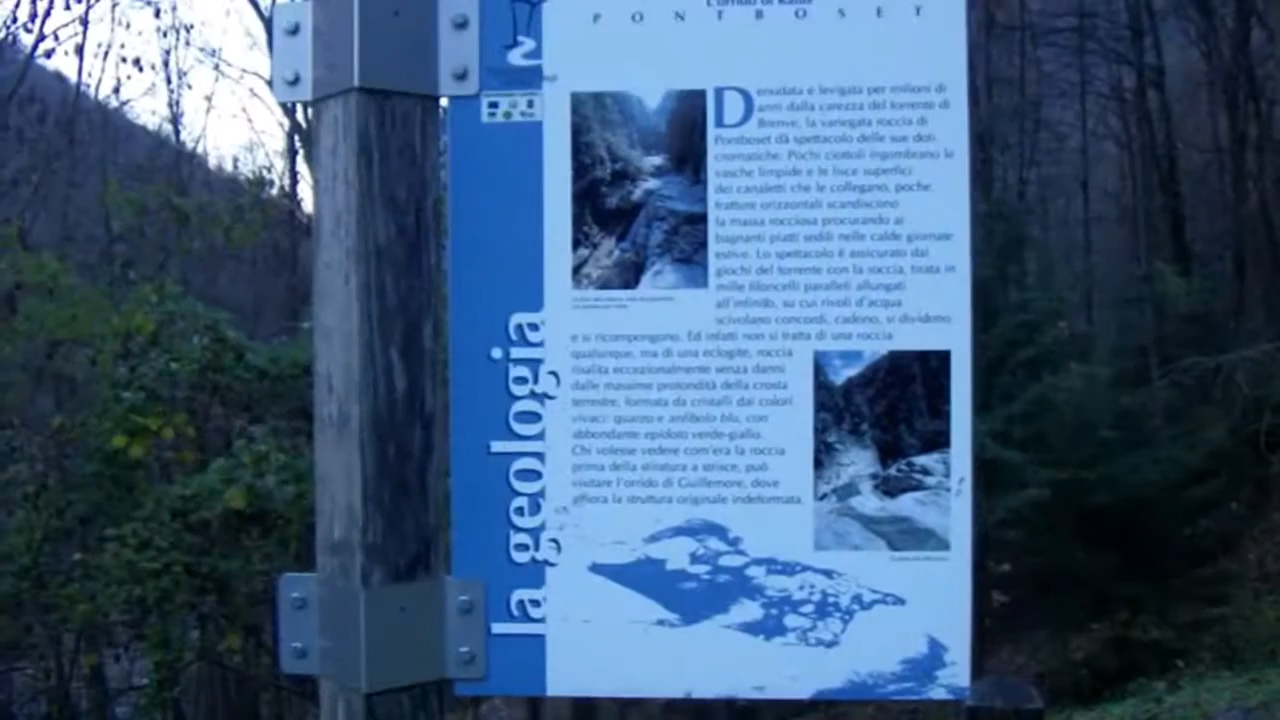 L'orrido di Ratus
PONTBOSET
la geologia
Denudata e levigata per milioni di
anni dalla carezza del torrente di
Brenve, la variegata roccia di
Pontboset dà spettacolo delle sue doti
cromatiche. Pochi ciottoli ingombrano le
vasche limpide e le lisce superfici
dei canaletti che le collegano, poche
fratture orizzontali scandiscono
la massa rocciosa procurando ai
bagnanti piatti sedili nelle calde giornate
estive. Lo spettacolo è assicurato dai
giochi del torrente con la roccia, tirata in
mille filoncelli paralleli allungati
all'infinito, su cui rivoli d'acqua
scivolano concordi, cadono, si dividono
e si ricompongono. Ed infatti non si tratta di una roccia
qualunque, ma di una eclogite, roccia
risalita eccezionalmente senza danni
dalle massime profondità della crosta
terrestre, formata da cristalli dai colori
vivaci: quarzo e anfibolo blu, con
abbondante epidoto verde-giallo.
Chi volesse vedere com'era la roccia
prima della stiratura a strisce, può
visitare l'orrido di Guillemore, dove
affiora la struttura originale indeformata.